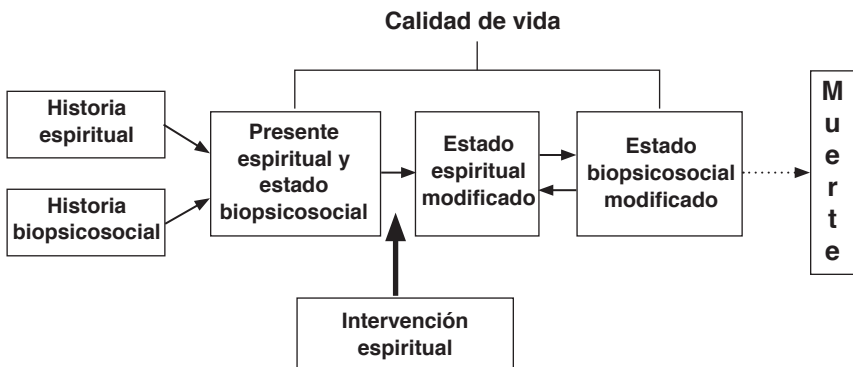 Calidad de vida
Historia
espiritual
Historia
biopsicosocial
Presente
espiritual y
estado
biopsicosocial
Estado
espiritual
modificado
Estado
biopsicosocial
modificado
M
u
e
r
t
e
Intervención
espiritual